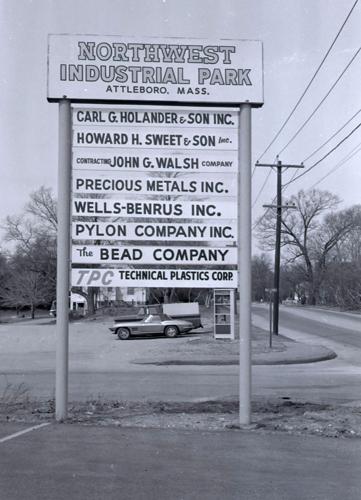 NORTHWEST
INDUSTRIAL PARK
ATTLEBORO, MASS.
CARL G. HOLANDER & SON INC.
HOWARD H. SWEET & SON Inc.
CONTRACTING JOHN G. WALSH COMPANY
PRECIOUS METALS INC.
WELLS-BENRUS INC.
PYLON COMPANY INC.
The BEAD COMPANY
TPC TECHNICAL PLASTICS CORP.